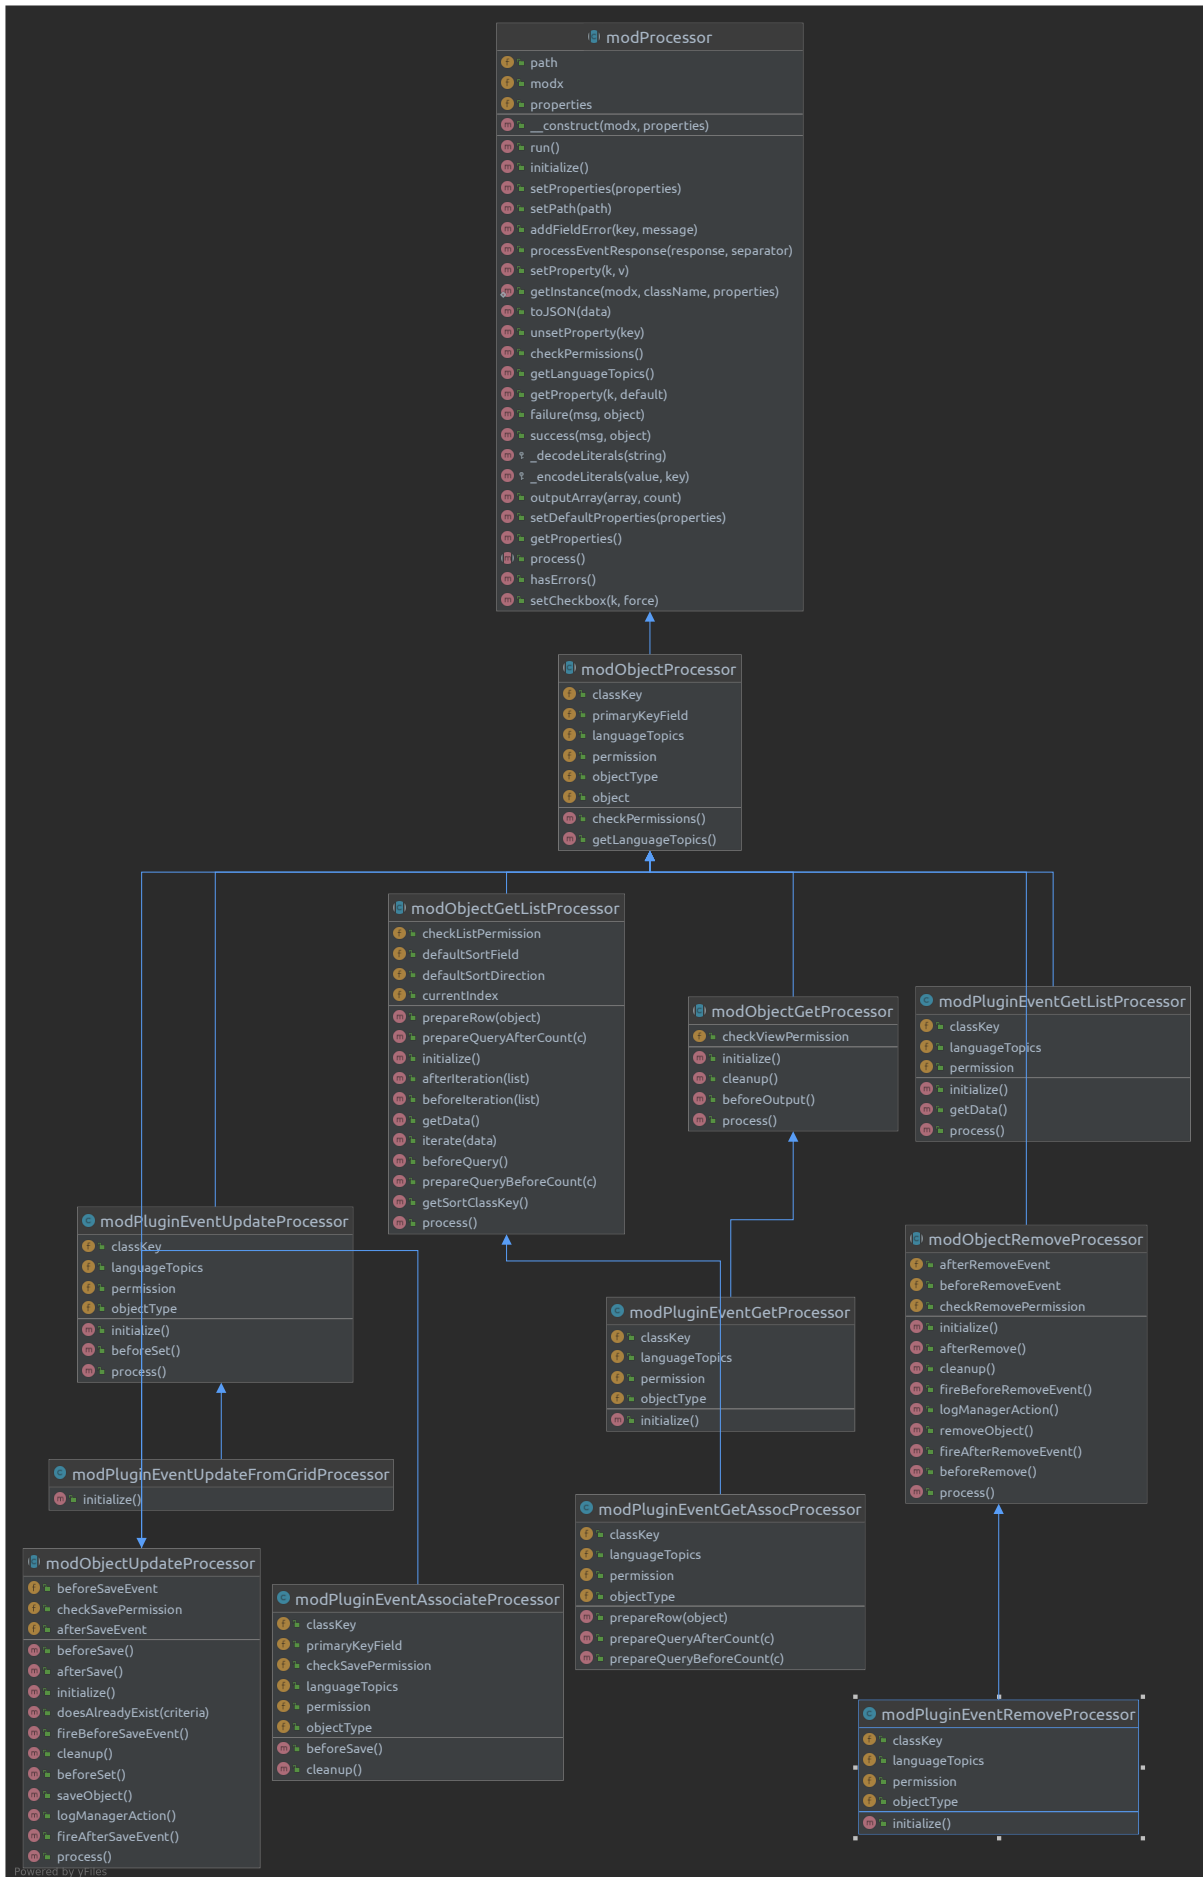 modProcessor
path
modx
properties
__construct(modx, properties)
run()
initialize()
setProperties(properties)
setPath(path)
addFieldError(key, message)
processEventResponse(response, separator)
setProperty(k, v)
getInstance(modx, className, properties)
toJSON(data)
unsetProperty(key)
checkPermissions()
getLanguageTopics()
getProperty(k, default)
failure(msg, object)
success(msg, object)
_decodeLiterals(string)
_encodeLiterals(value, key)
outputArray(array, count)
setDefaultProperties(properties)
getProperties()
process()
hasErrors()
setCheckbox(k, force)
modObjectProcessor
classKey
primaryKeyField
languageTopics
permission
objectType
object
checkPermissions()
getLanguageTopics()
modObjectGetListProcessor
checkListPermission
defaultSortField
defaultSortDirection
currentIndex
prepareRow(object)
prepareQueryAfterCount(c)
initialize()
afterIteration(list)
beforeIteration(list)
getData()
iterate(data)
beforeQuery()
prepareQueryBeforeCount(c)
getSortClassKey()
process()
modObjectGetProcessor
checkViewPermission
initialize()
cleanup()
beforeOutput()
process()
modPluginEventGetListProcessor
classKey
languageTopics
permission
initialize()
getData()
process()
modPluginEventUpdateProcessor
classKey
languageTopics
permission
objectType
initialize()
beforeSet()
process()
modObjectRemoveProcessor
afterRemoveEvent
beforeRemoveEvent
checkRemovePermission
initialize()
afterRemove()
cleanup()
fireBeforeRemoveEvent()
logManagerAction()
removeObject()
fireAfterRemoveEvent()
beforeRemove()
process()
modPluginEventGetProcessor
classKey
languageTopics
permission
objectType
initialize()
modPluginEventUpdateFromGridProcessor
initialize()
modPluginEventGetAssocProcessor
classKey
languageTopics
permission
objectType
prepareRow(object)
prepareQueryAfterCount(c)
prepareQueryBeforeCount(c)
modObjectUpdateProcessor
beforeSaveEvent
checkSavePermission
afterSaveEvent
beforeSave()
afterSave()
initialize()
doesAlreadyExist(criteria)
fireBeforeSaveEvent()
cleanup()
beforeSet()
saveObject()
logManagerAction()
fireAfterSaveEvent()
process()
modPluginEventAssociateProcessor
classKey
primaryKeyField
checkSavePermission
languageTopics
permission
objectType
beforeSave()
cleanup()
modPluginEventRemoveProcessor
classKey
languageTopics
permission
objectType
initialize()
Powered by yFiles